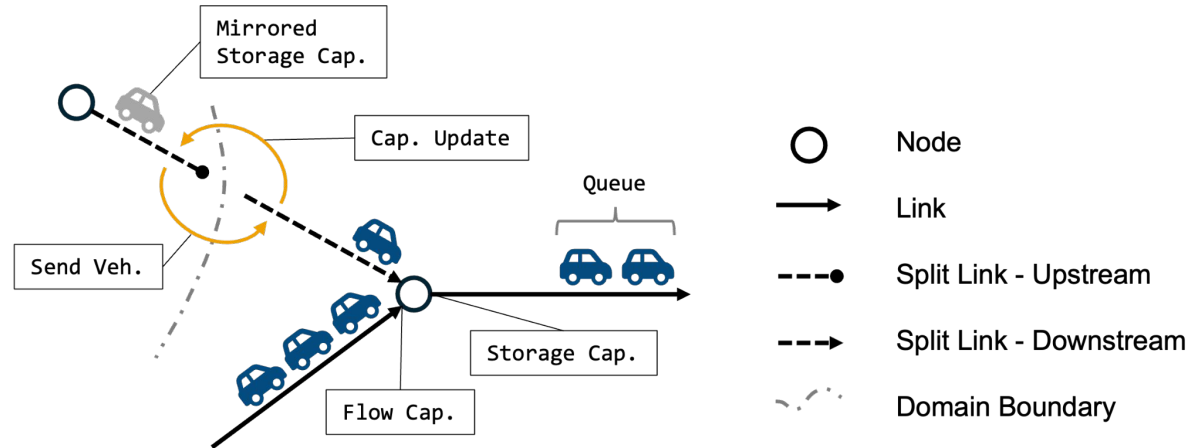 Mirrored
Storage Cap.
Cap. Update
Send Veh.
Queue
Storage Cap.
Flow Cap.
Node
Link
Split Link - Upstream
Split Link - Downstream
Domain Boundary